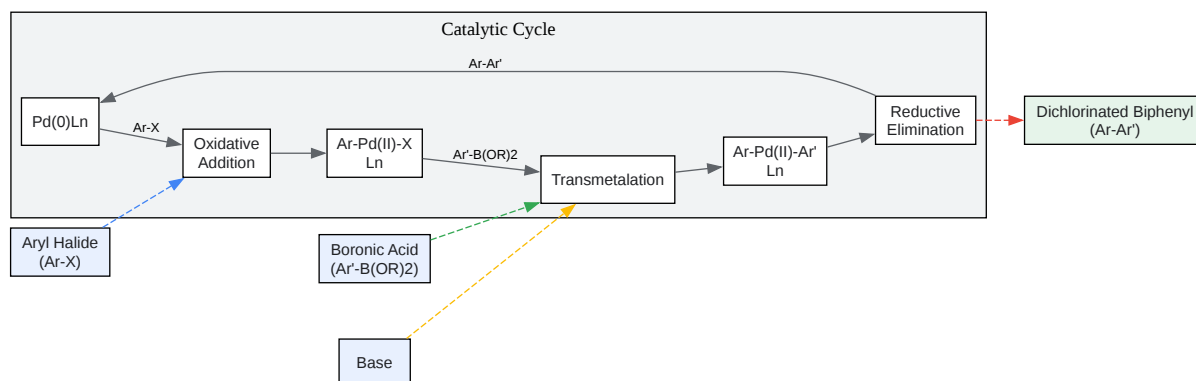 Catalytic Cycle
Ar-Ar'
Pd(0)Ln
Ar-X
Oxidative
Addition
Ar-Pd(II)-X
Ln
Ar'-B(OR)2
Transmetalation
Ar-Pd(II)-Ar'
Ln
Reductive
Elimination
Dichlorinated Biphenyl
(Ar-Ar')
Aryl Halide
(Ar-X)
Boronic Acid
(Ar'-B(OR)2)
Base